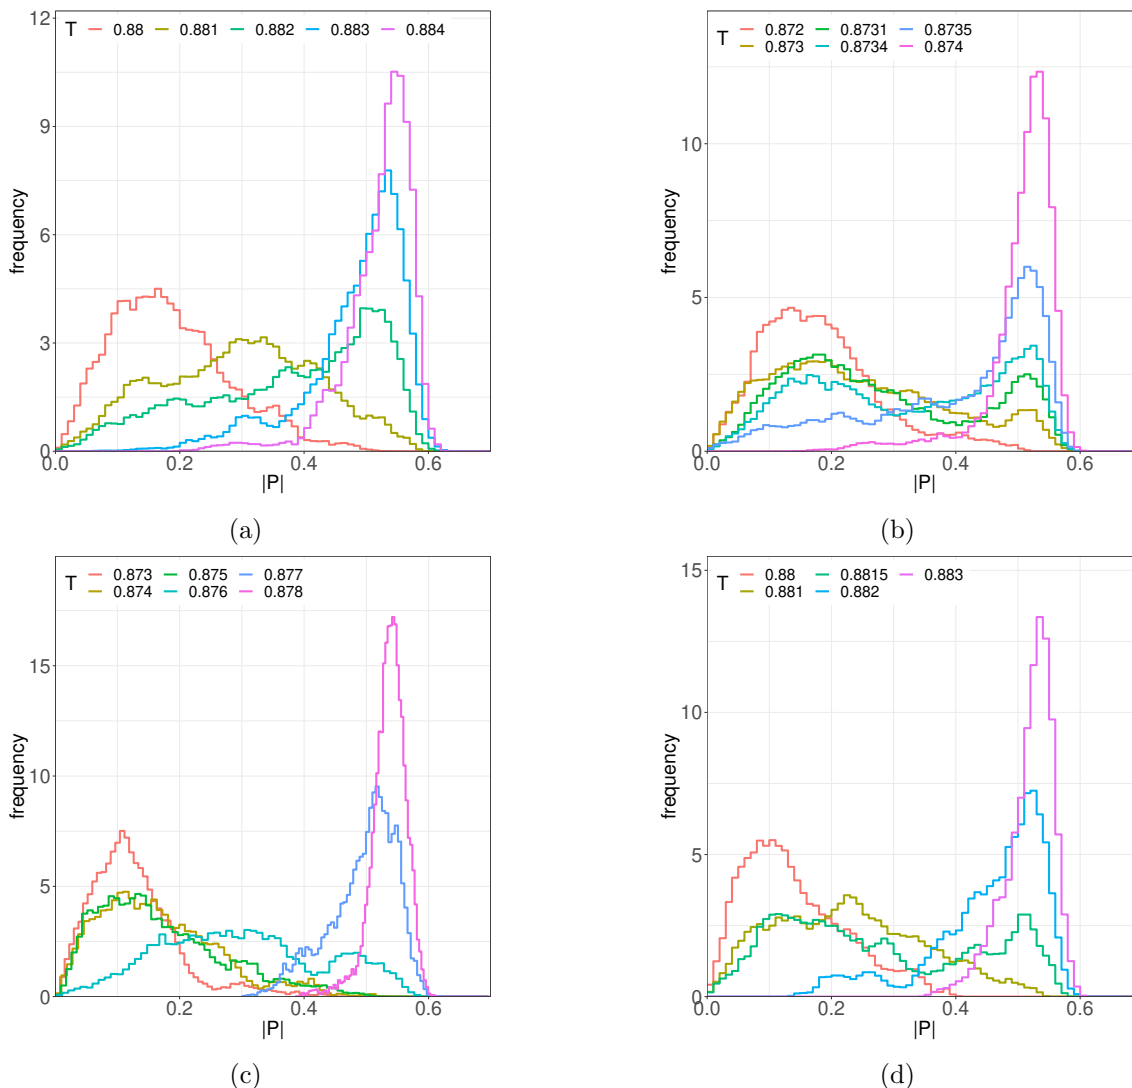 T 0.88 0.881 0.882 0.883 0.884
12
9
6
3
0
frequency
0.0 0.2 0.4 0.6
|P|
(a)
T 0.872 0.8731 0.8735
0.873 0.8734 0.874
10
5
0
frequency
0.0 0.2 0.4 0.6
|P|
(b)
T 0.873 0.875 0.877
0.874 0.876 0.878
15
10
5
0
frequency
0.2 0.4 0.6
|P|
(c)
T 0.88 0.8815 0.883
0.881 0.882
15
10
5
0
frequency
0.0 0.2 0.4 0.6
|P|
(d)